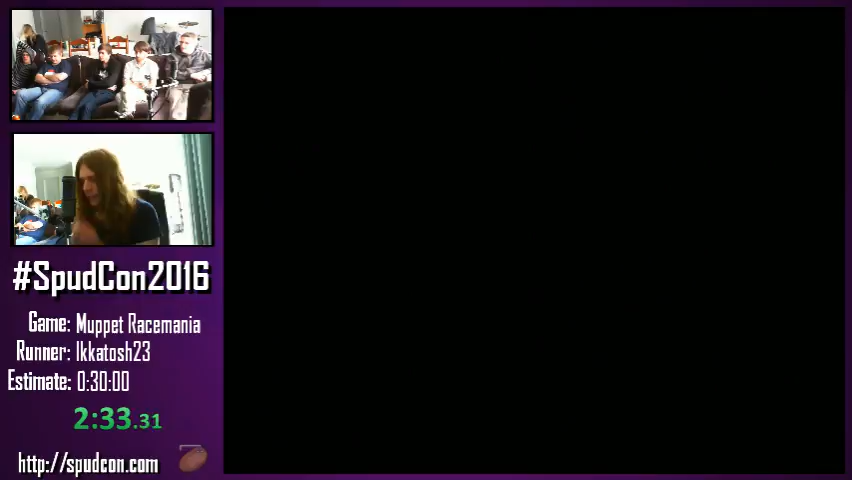 #SpudCon2016
Game: Muppet Racemania
Runner: Ikkatosh23
Estimate: 0:30:00
2:33.31
http://spudcon.com